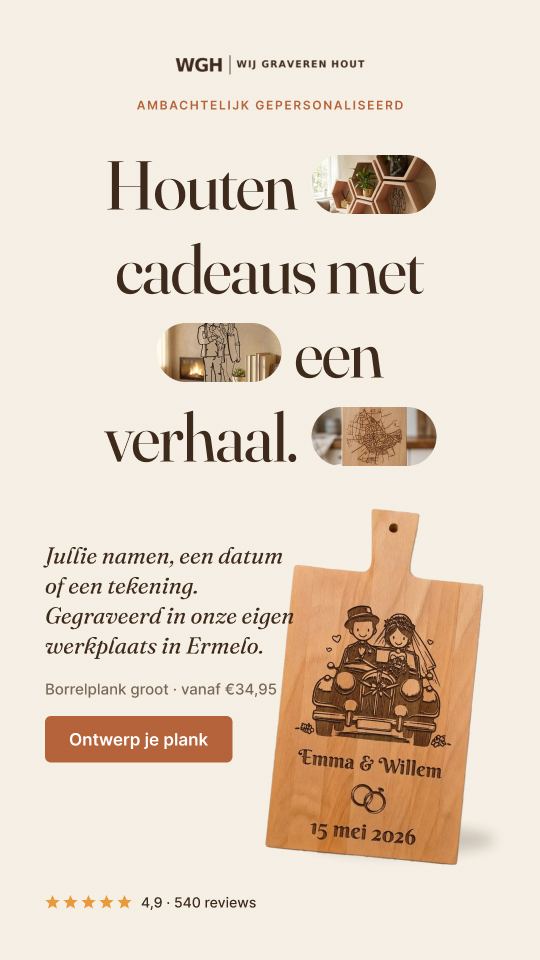 WGH | WIJ GRAVEREN HOUT
AMBACHTELIJK GEPERSONALISEERD
Houten
cadeaus met
een
verhaal.
Jullie namen, een datum
of een tekening.
Gegraveerd in onze eigen
werkplaats in Ermelo.
Borrelplank groot · vanaf €34,95
Ontwerp je plank
Emma & Willem
15 mei 2026
4,9 · 540 reviews